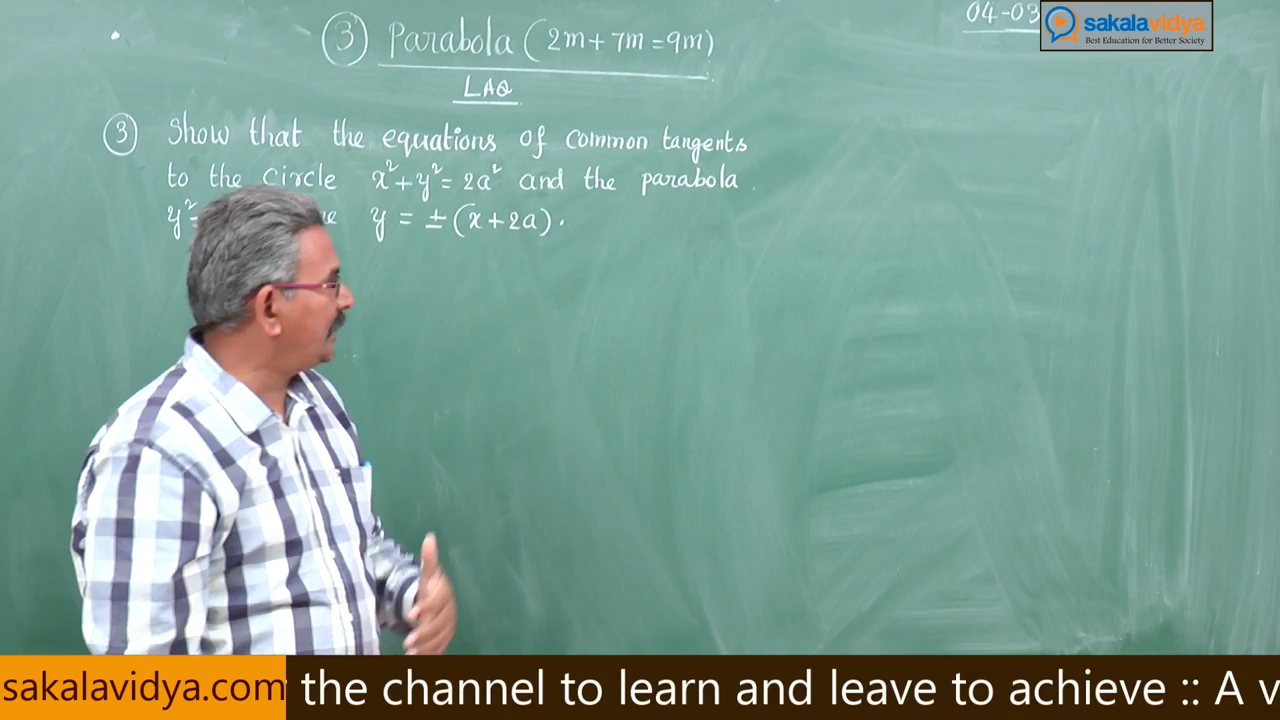 04-03
sakalavidya
Best Education for Better Society
③ Parabola (2m+7m=9m)
LAQ
③ Show that the equations of common tangents
to the circle x²+y²=2a² and the parabola
y²= y = ±(x+2a).
sakalavidya.com the channel to learn and leave to achieve :: A v